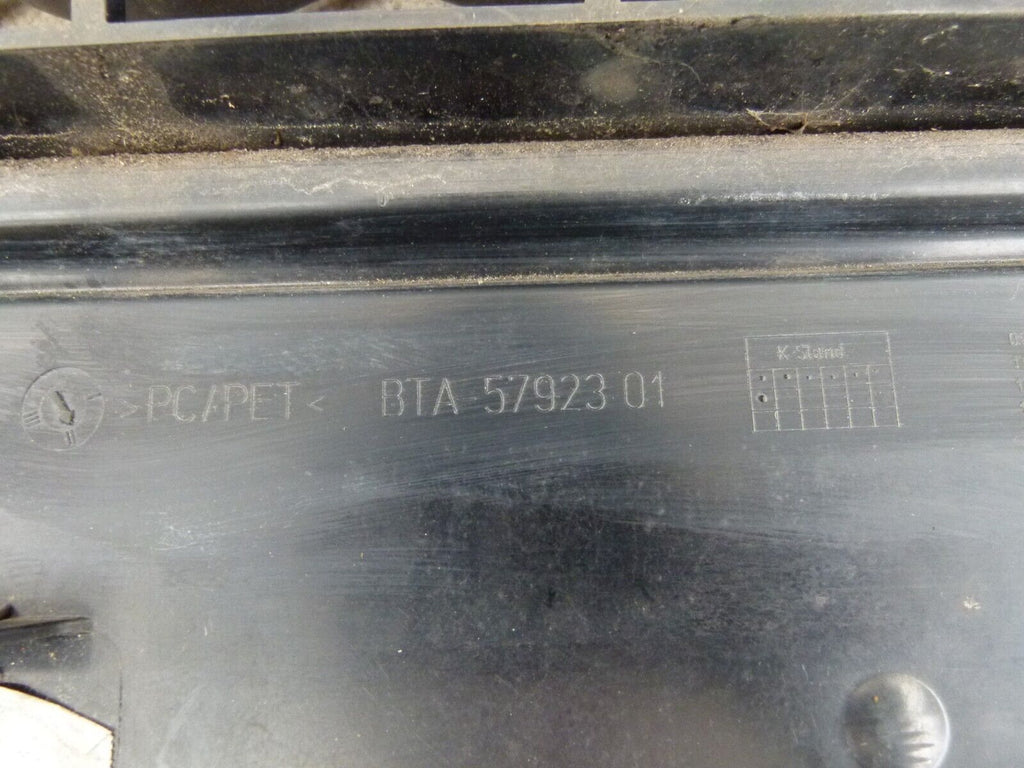 >PC/PET< BTA 57923 01
K-Stand